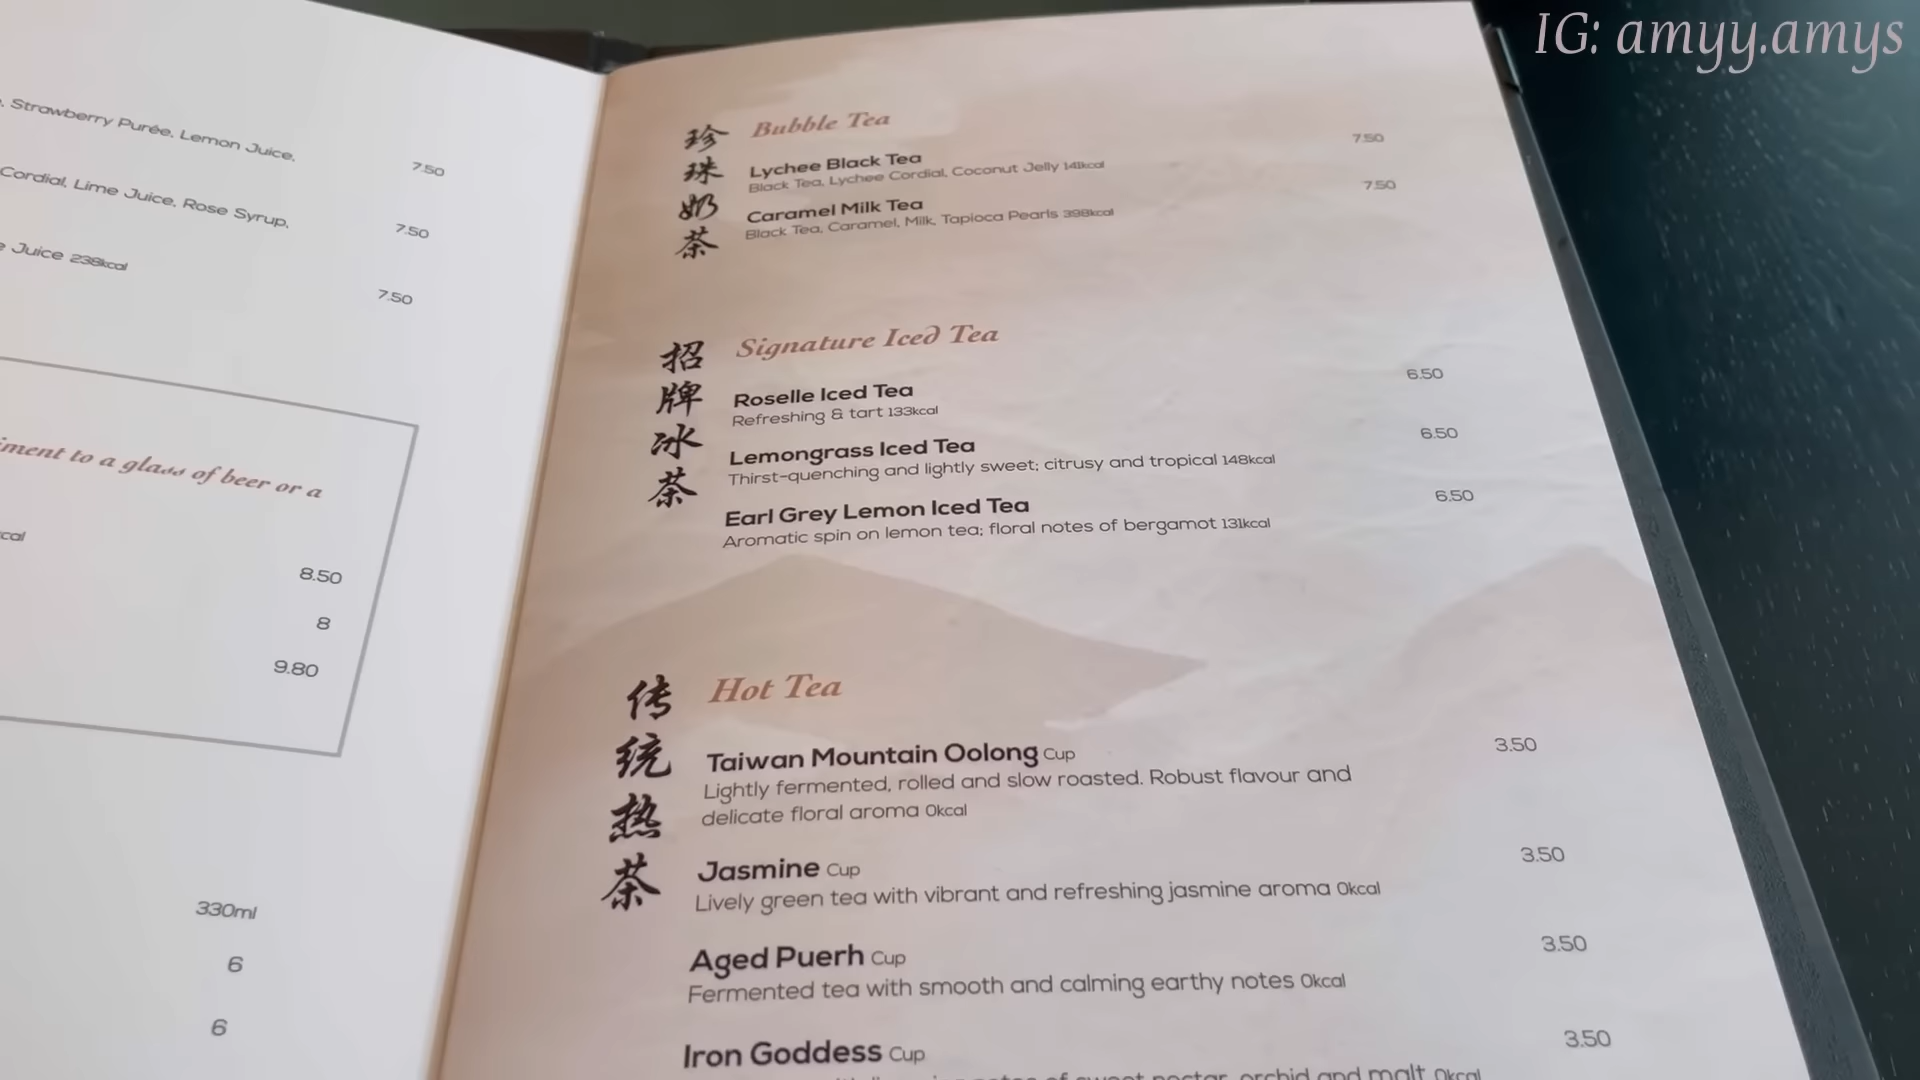 IG: amyy.amys
Strawberry Purée, Lemon Juice,
7.50
Cordial, Lime Juice, Rose Syrup,
7.50
Juice 238kcal
7.50
to a glass of beer or a
8.50
8
9.80
330ml
6
6
珍珠奶茶
Bubble Tea
Lychee Black Tea 7.50
Black Tea, Lychee Cordial, Coconut Jelly 141kcal
Caramel Milk Tea 7.50
Black Tea, Caramel, Milk, Tapioca Pearls 398kcal
招牌冰茶
Signature Iced Tea
Roselle Iced Tea 6.50
Refreshing & tart 133kcal
Lemongrass Iced Tea 6.50
Thirst-quenching and lightly sweet; citrusy and tropical 148kcal
Earl Grey Lemon Iced Tea 6.50
Aromatic spin on lemon tea; floral notes of bergamot 131kcal
传统热茶
Hot Tea
Taiwan Mountain Oolong Cup 3.50
Lightly fermented, rolled and slow roasted. Robust flavour and
delicate floral aroma 0kcal
Jasmine Cup 3.50
Lively green tea with vibrant and refreshing jasmine aroma 0kcal
Aged Puerh Cup 3.50
Fermented tea with smooth and calming earthy notes 0kcal
Iron Goddess Cup 3.50
notes of sweet nectar, orchid and malt 0kcal